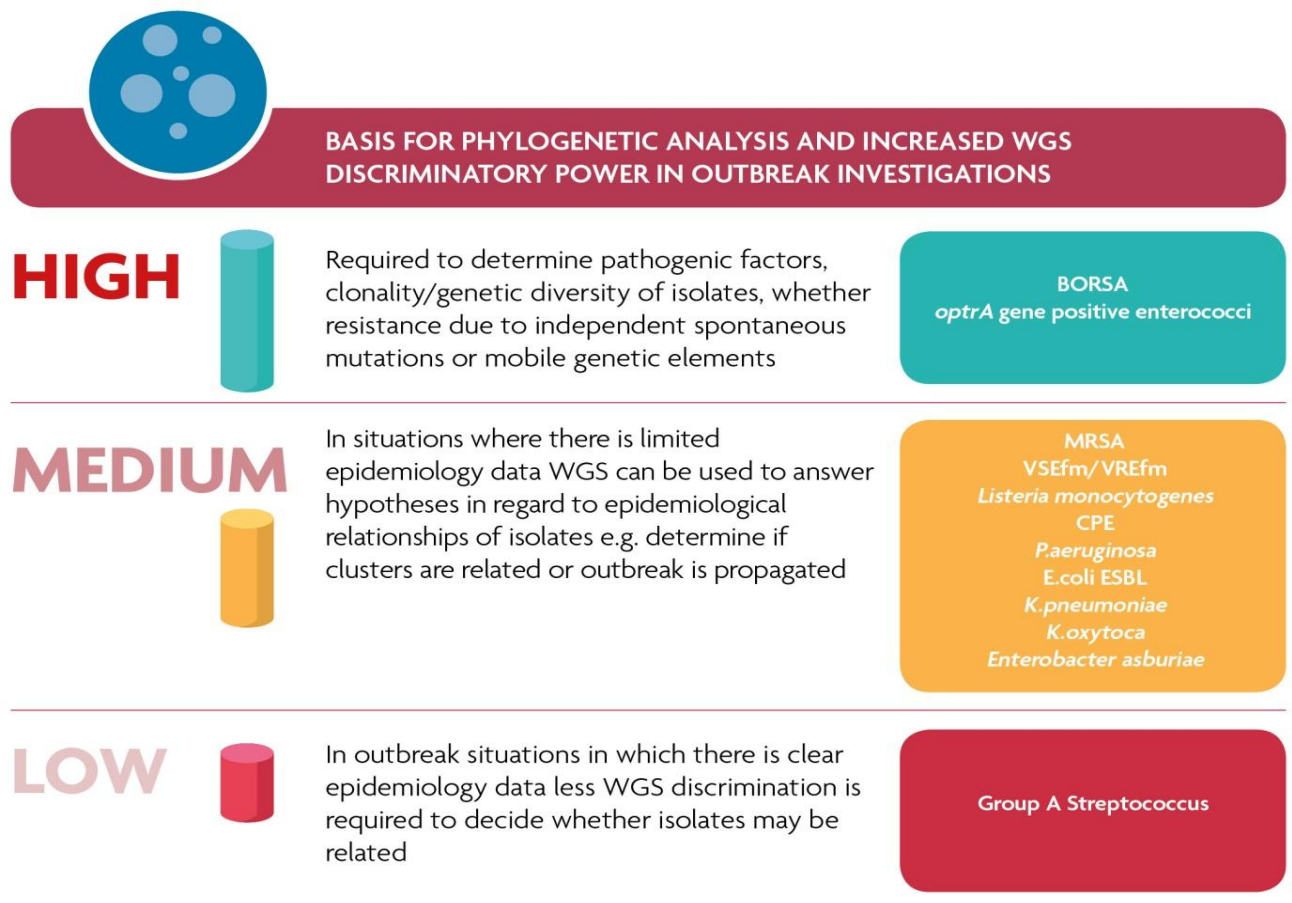 BASIS FOR PHYLOGENETIC ANALYSIS AND INCREASED WGS
DISCRIMINATORY POWER IN OUTBREAK INVESTIGATIONS
HIGH
Required to determine pathogenic factors,
clonality/genetic diversity of isolates, whether
resistance due to independent spontaneous
mutations or mobile genetic elements
BORSA
optrA gene positive enterococci
MEDIUM
In situations where there is limited
epidemiology data WGS can be used to answer
hypotheses in regard to epidemiological
relationships of isolates e.g. determine if
clusters are related or outbreak is propagated
MRSA
VSEfm/VREfm
Listeria monocytogenes
CPE
P.aeruginosa
E.coli ESBL
K.pneumoniae
K.oxytoca
Enterobacter asburiae
LOW
In outbreak situations in which there is clear
epidemiology data less WGS discrimination is
required to decide whether isolates may be
related
Group A Streptococcus